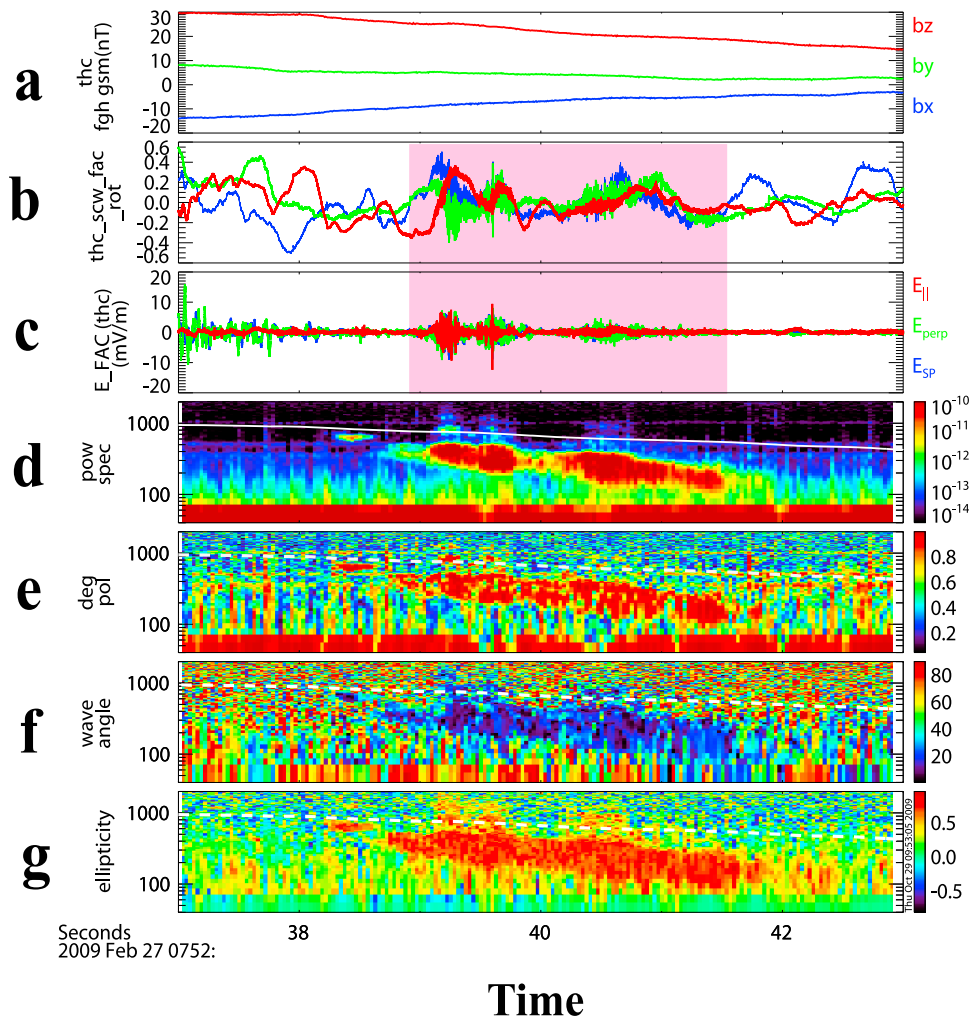 a
thc
fgh gsm(nT)
30
20
10
0
-10
20
bz
by
bx
b
thc_scw_fac
_rot
0.6
0.4
0.2
0.0
-0.2
-0.4
-0.6
c
E_FAC (thc)
(mV/m)
20
10
0
-10
20
E||
Eperp
ESP
d
pow
spec
1000
100
10-10
10-11
10-12
10-13
10-14
e
deg
pol
1000
100
0.8
0.6
0.4
0.2
f
wave
angle
1000
100
80
60
40
20
g
ellipticity
1000
100
0.5
0.0
-0.5
Thu Oct 29 09:53:05 2009
38
40
42
Seconds
2009 Feb 27 0752:
Time